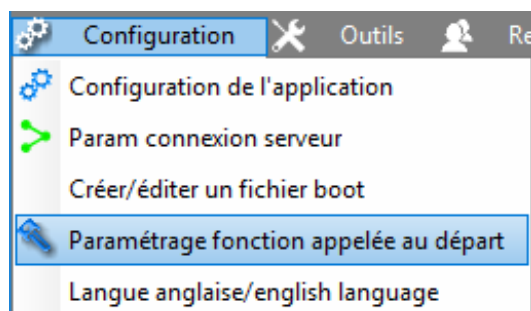 Configuration Outils Re
Configuration de l'application
Param connexion serveur
Créer/éditer un fichier boot
Paramétrage fonction appelée au départ
Langue anglaise/english language